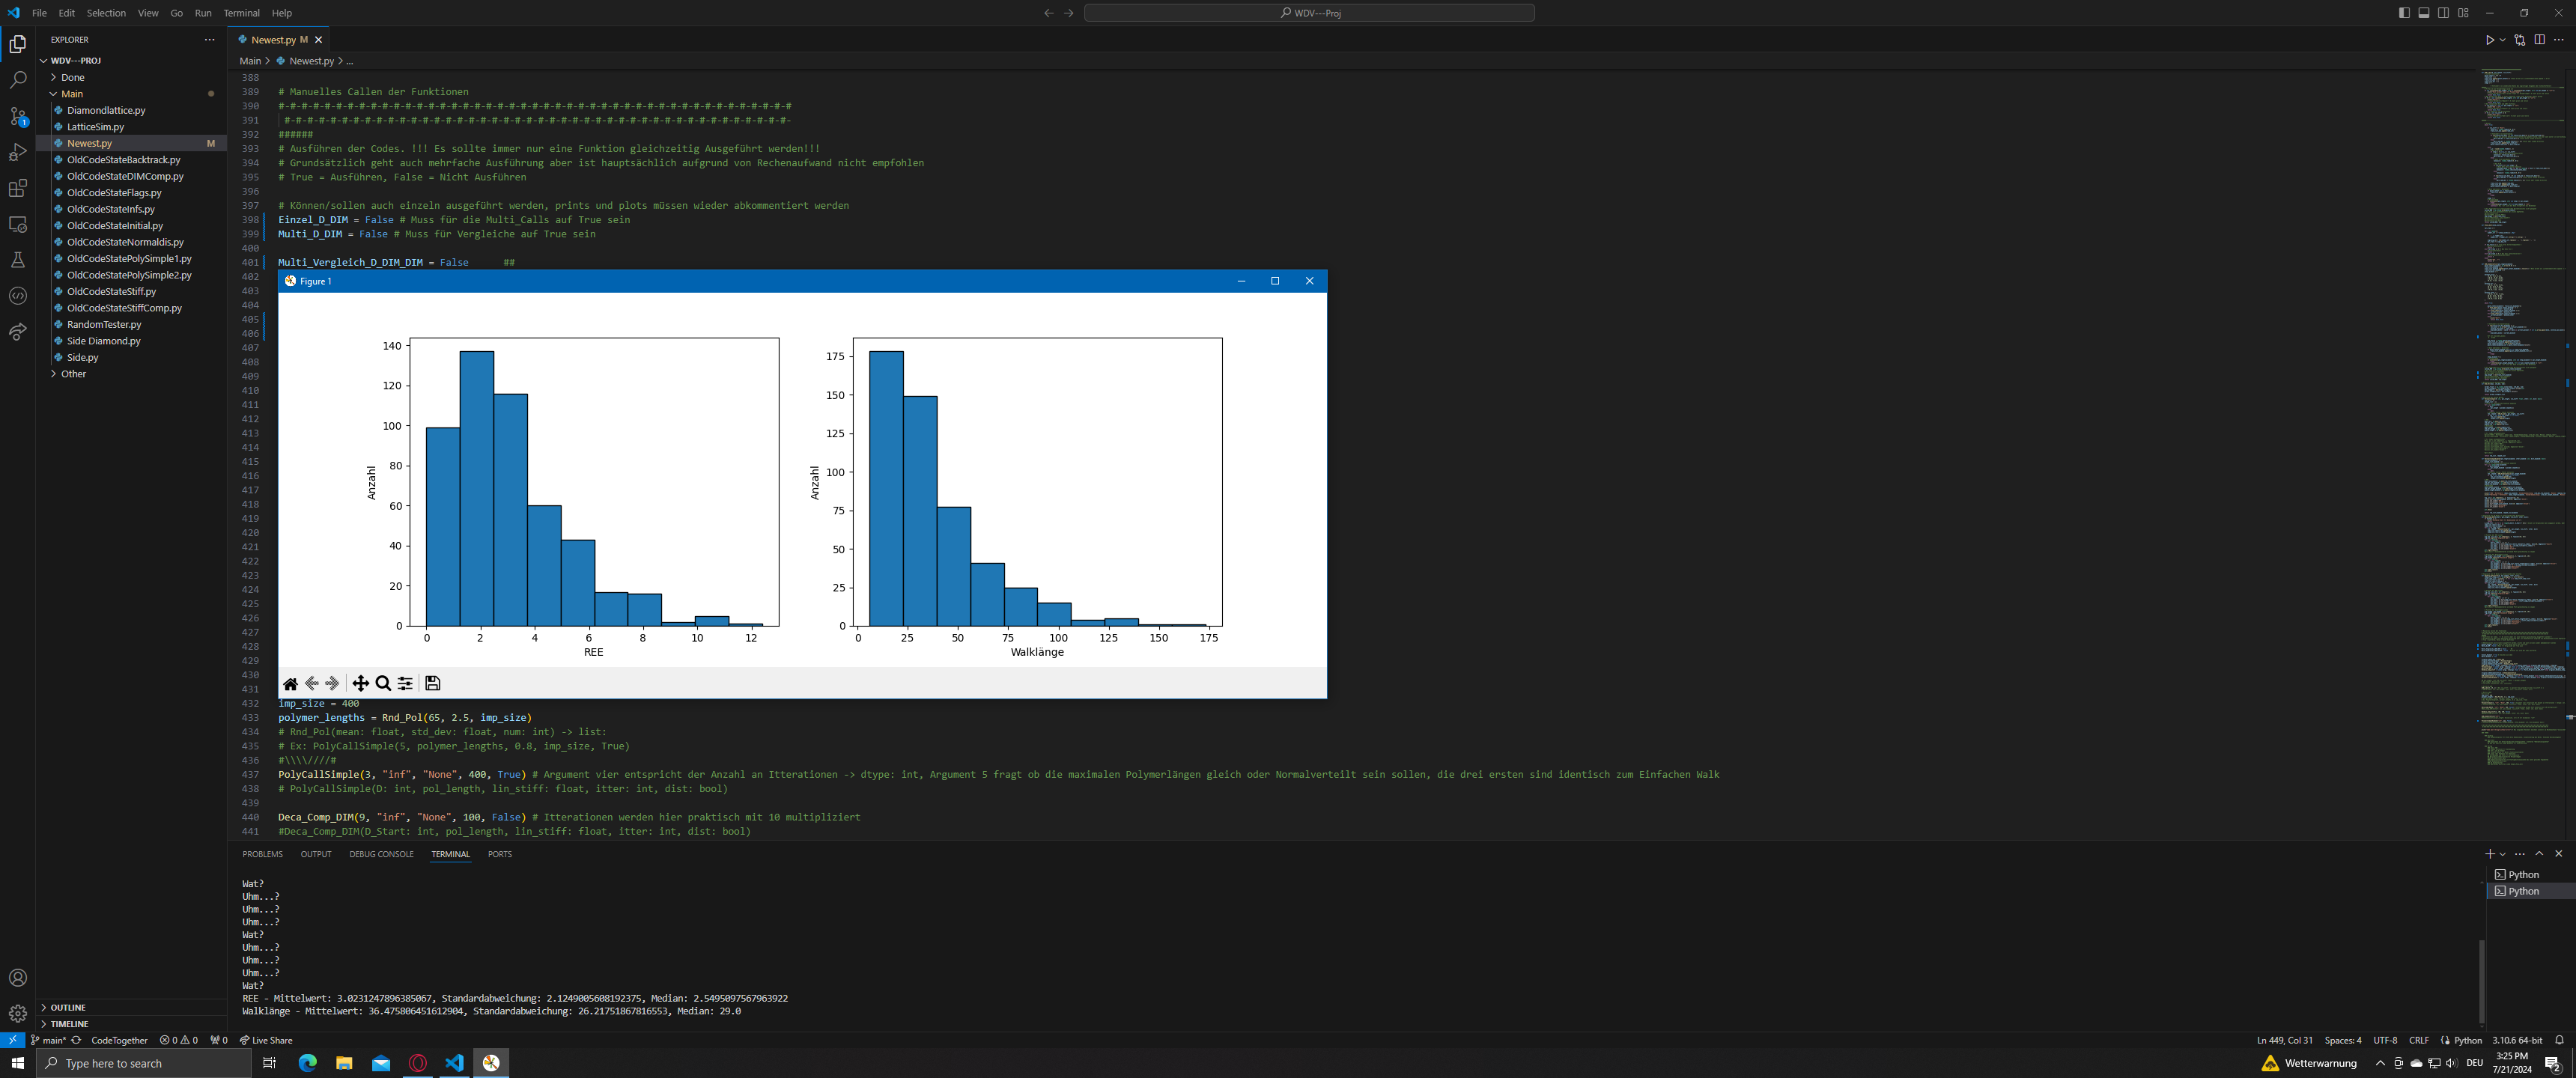 File Edit Selection View Go Run Terminal Help
WDV---Proj
EXPLORER
Newest.py M
WDV---PROJ
Done
Main
Diamondlattice.py
LatticeSim.py
Newest.py M
OldCodeStateBacktrack.py
OldCodeStateDIMComp.py
OldCodeStateFlags.py
OldCodeStateInfs.py
OldCodeStateInitial.py
OldCodeStateNormaldis.py
OldCodeStatePolySimple1.py
OldCodeStatePolySimple2.py
OldCodeStateStiff.py
OldCodeStateStiffComp.py
RandomTester.py
Side Diamond.py
Side.py
Other
OUTLINE
TIMELINE
Main > Newest.py > ...
388
389 # Manuelles Callen der Funktionen
390 #-#-#-#-#-#-#-#-#-#-#-#-#-#-#-#-#-#-#-#-#-#-#-#-#-#-#-#-#-#-#-#-#-#-#-#-#-#-#-#-#-#-#-#-#
391 #-#-#-#-#-#-#-#-#-#-#-#-#-#-#-#-#-#-#-#-#-#-#-#-#-#-#-#-#-#-#-#-#-#-#-#-#-#-#-#-#-#-#-#-
392 ######
393 # Ausführen der Codes. !!! Es sollte immer nur eine Funktion gleichzeitig Ausgeführt werden!!!
394 # Grundsätzlich geht auch mehrfache Ausführung aber ist hauptsächlich aufgrund von Rechenaufwand nicht empfohlen
395 # True = Ausführen, False = Nicht Ausführen
396
397 # Können/sollen auch einzeln ausgeführt werden, prints und plots müssen wieder abkommentiert werden
398 Einzel_D_DIM = False # Muss für die Multi_Calls auf True sein
399 Multi_D_DIM = False # Muss für Vergleiche auf True sein
400
401 Multi_Vergleich_D_DIM_DIM = False ##
402
403
404
405
406
407
408
409
410
411
412
413
414
415
416
417
418
419
420
421
422
423
424
425
426
427
428
429
430
431
Figure 1
140
120
100
80
60
40
20
0
Anzahl
0 2 4 6 8 10 12
REE
175
150
125
100
75
50
25
0
Anzahl
0 25 50 75 100 125 150 175
Walklänge
432 imp_size = 400
433 polymer_lengths = Rnd_Pol(65, 2.5, imp_size)
434 # Rnd_Pol(mean: float, std_dev: float, num: int) -> list:
435 # Ex: PolyCallSimple(5, polymer_lengths, 0.8, imp_size, True)
436 #\\\\////#
437 PolyCallSimple(3, "inf", "None", 400, True) # Argument vier entspricht der Anzahl an Itterationen -> dtype: int, Argument 5 fragt ob die maximalen Polymerlängen gleich oder Normalverteilt sein sollen, die drei ersten sind identisch zum Einfachen Walk
438 # PolyCallSimple(D: int, pol_length, lin_stiff: float, itter: int, dist: bool)
439
440 Deca_Comp_DIM(9, "inf", "None", 100, False) # Itterationen werden hier praktisch mit 10 multipliziert
441 #Deca_Comp_DIM(D_Start: int, pol_length, lin_stiff: float, itter: int, dist: bool)
PROBLEMS OUTPUT DEBUG CONSOLE TERMINAL PORTS
Wat?
Uhm...?
Uhm...?
Uhm...?
Wat?
Uhm...?
Uhm...?
Uhm...?
Wat?
REE - Mittelwert: 3.0231247896385067, Standardabweichung: 2.1249005608192375, Median: 2.5495097567963922
Walklänge - Mittelwert: 36.475806451612904, Standardabweichung: 26.21751867816553, Median: 29.0
Python
Python
main* CodeTogether 0 0 0 Live Share
Ln 449, Col 31 Spaces: 4 UTF-8 CRLF Python 3.10.6 64-bit
Type here to search
Wetterwarnung
DEU
3:25 PM
7/21/2024
2